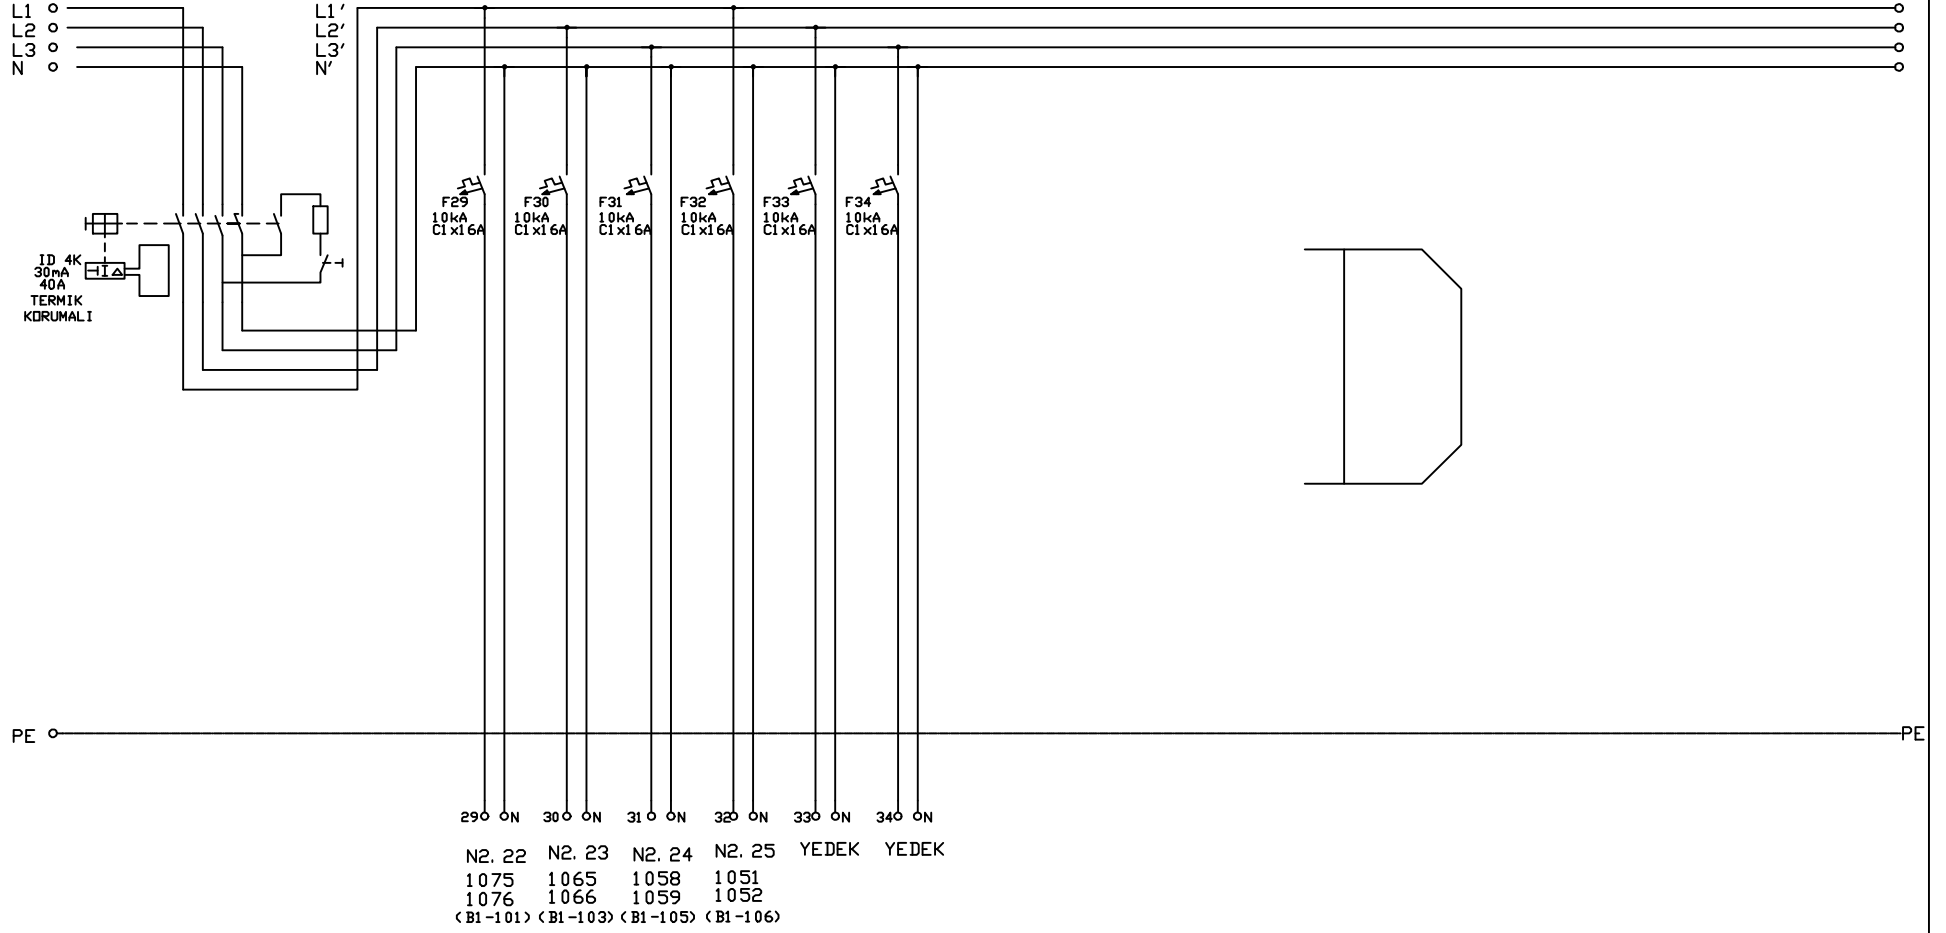 L1
L2
L3
N
L1′
L2′
L3′
N′
F29
10kA
C1x16A
F30
10kA
C1x16A
F31
10kA
C1x16A
F32
10kA
C1x16A
F33
10kA
C1x16A
F34
10kA
C1x16A
ID 4K
30mA
40A
TERMIK
KORUMALI
PE
PE
29 N
30 N
31 N
32 N
33 N
34 N
N2. 22
1075
1076
(B1-101)
N2. 23
1065
1066
(B1-103)
N2. 24
1058
1059
(B1-105)
N2. 25
1051
1052
(B1-106)
YEDEK
YEDEK